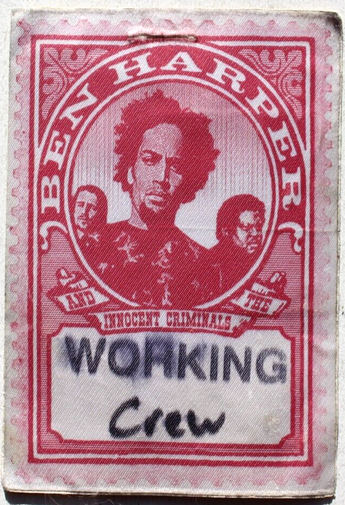 BEN HARPER
AND THE
INNOCENT CRIMINALS
WORKING
Crew